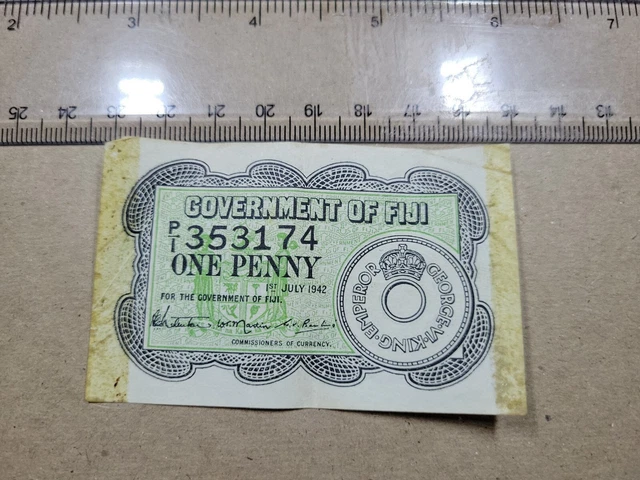 2 3 4 5 6 7
25 24 23 22 21 20 19 18 17 16 15 14 13
GOVERNMENT OF FIJI
P/1 353174
ONE PENNY
1ST JULY 1942
FOR THE GOVERNMENT OF FIJI.
COMMISSIONERS OF CURRENCY.
GEORGE·VI·KING·EMPEROR